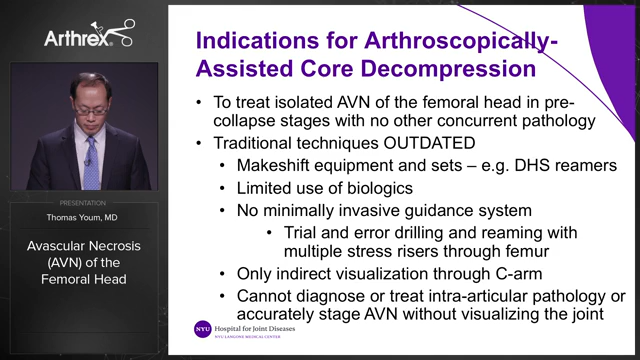 Arthrex
PRESENTATION
Thomas Youm, MD
Avascular Necrosis
(AVN) of the
Femoral Head
Indications for Arthroscopically-
Assisted Core Decompression
• To treat isolated AVN of the femoral head in pre-
collapse stages with no other concurrent pathology
• Traditional techniques OUTDATED
• Makeshift equipment and sets – e.g. DHS reamers
• Limited use of biologics
• No minimally invasive guidance system
• Trial and error drilling and reaming with
multiple stress risers through femur
• Only indirect visualization through C-arm
• Cannot diagnose or treat intra-articular pathology or
accurately stage AVN without visualizing the joint
NYU Hospital for Joint Diseases
NYU LANGONE MEDICAL CENTER